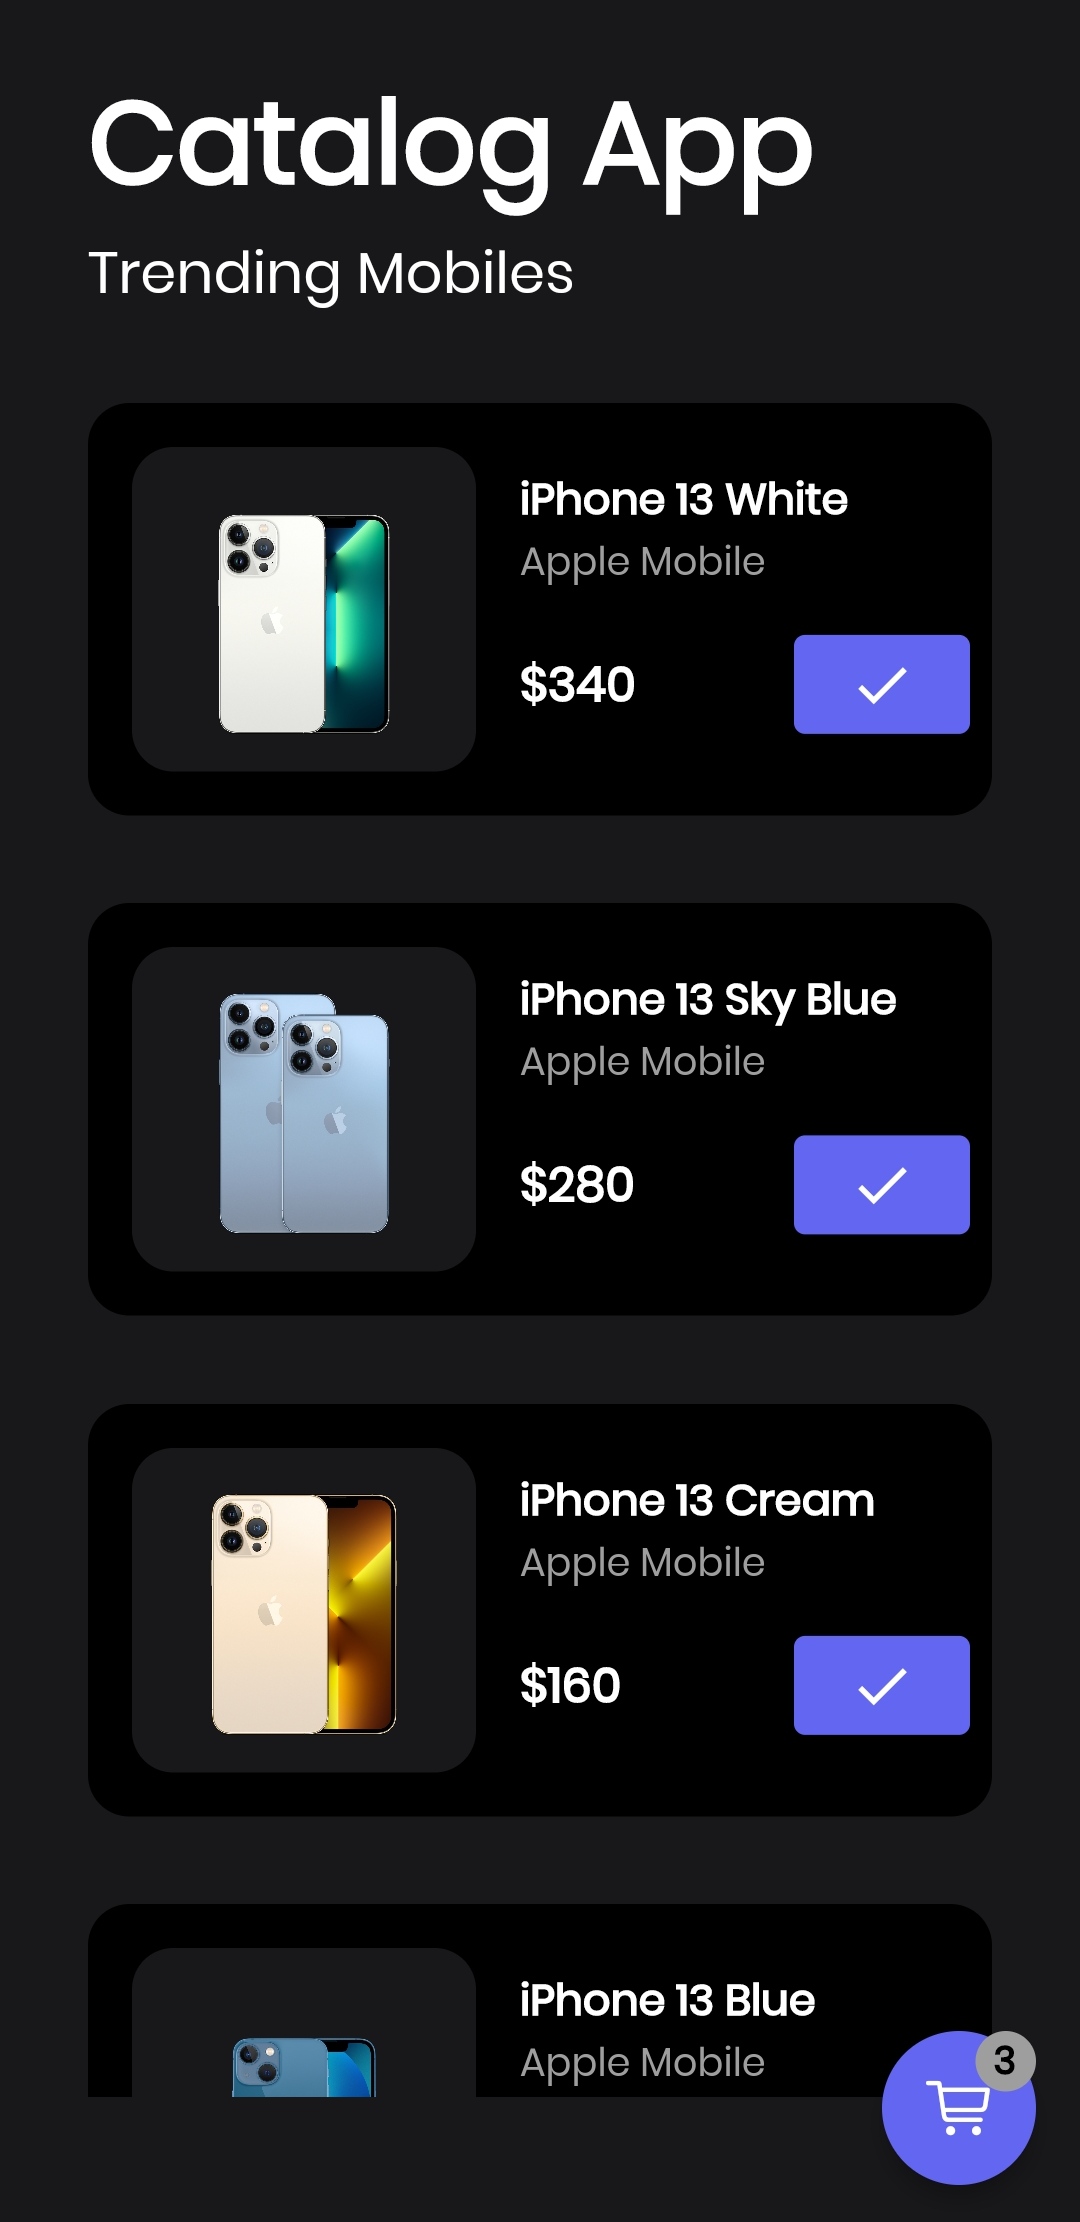 Catalog App
Trending Mobiles
iPhone 13 White
Apple Mobile
$340
iPhone 13 Sky Blue
Apple Mobile
$280
iPhone 13 Cream
Apple Mobile
$160
iPhone 13 Blue
Apple Mobile
3